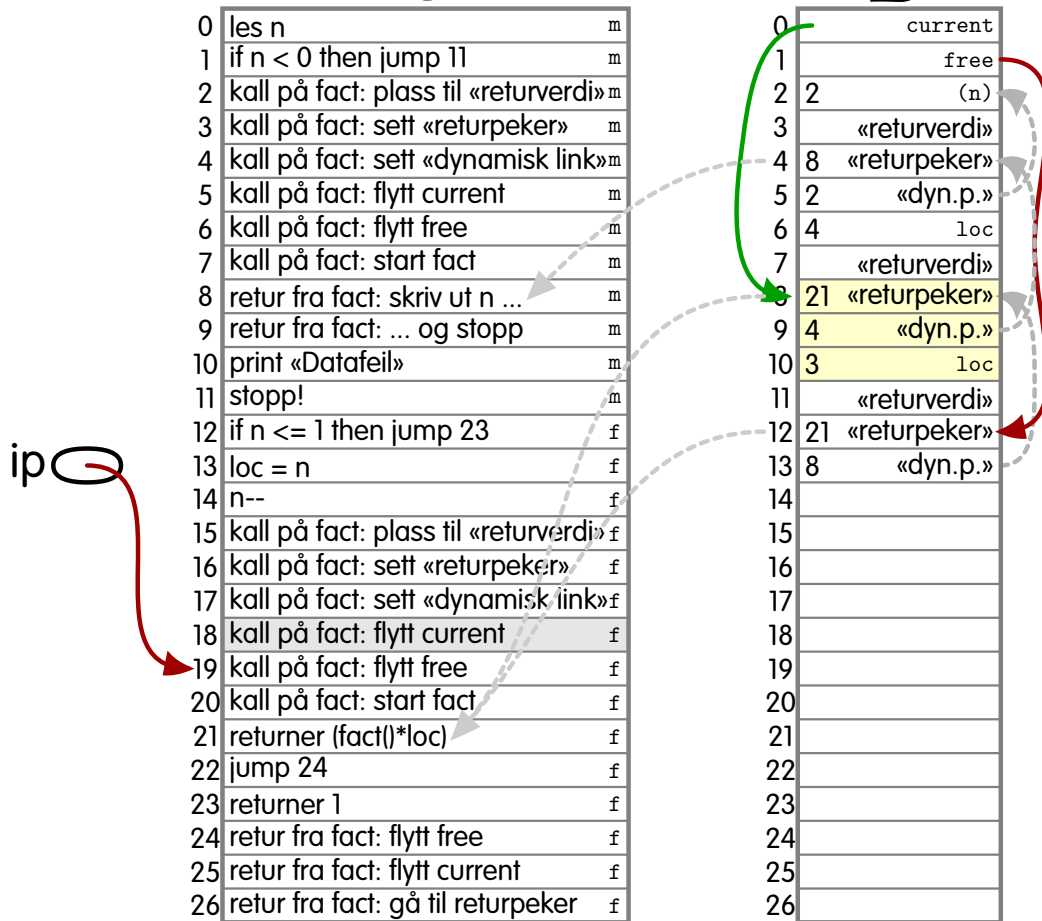 0 les n m
1 if n < 0 then jump 11 m
2 kall på fact: plass til «returverdi» m
3 kall på fact: sett «returpeker» m
4 kall på fact: sett «dynamisk link» m
5 kall på fact: flytt current m
6 kall på fact: flytt free m
7 kall på fact: start fact m
8 retur fra fact: skriv ut n ... m
9 retur fra fact: ... og stopp m
10 print «Datafeil» m
11 stopp! m
12 if n <= 1 then jump 23 f
ip
13 loc = n f
14 n-- f
15 kall på fact: plass til «returverdi» f
16 kall på fact: sett «returpeker» f
17 kall på fact: sett «dynamisk link» f
18 kall på fact: flytt current f
19 kall på fact: flytt free f
20 kall på fact: start fact f
21 returner (fact()*loc) f
22 jump 24 f
23 returner 1 f
24 retur fra fact: flytt free f
25 retur fra fact: flytt current f
26 retur fra fact: gå til returpeker f
0 current
1 free
2 2 (n)
3 «returverdi»
4 8 «returpeker»
5 2 «dyn.p.»
6 4 loc
7 «returverdi»
8 21 «returpeker»
9 4 «dyn.p.»
10 3 loc
11 «returverdi»
12 21 «returpeker»
13 8 «dyn.p.»
14
15
16
17
18
19
20
21
22
23
24
25
26